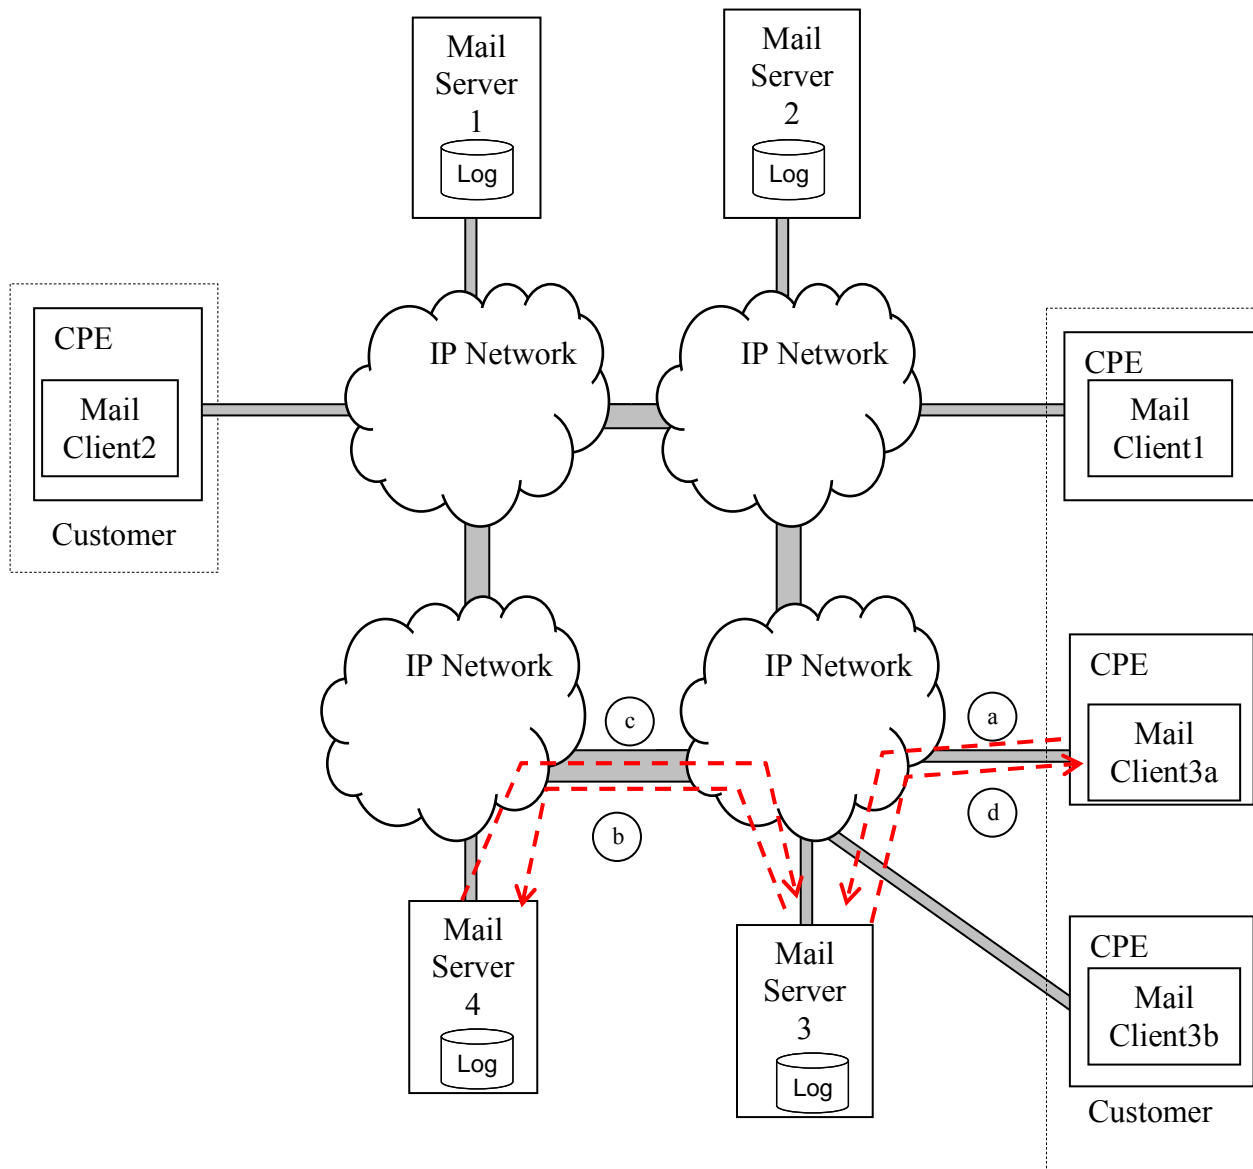 Mail
Server
1
Log
Mail
Server
2
Log
CPE
Mail
Client2
Customer
IP Network
IP Network
CPE
Mail
Client1
IP Network
IP Network
CPE
Mail
Client3a
a
c
d
b
Mail
Server
4
Log
Mail
Server
3
Log
CPE
Mail
Client3b
Customer